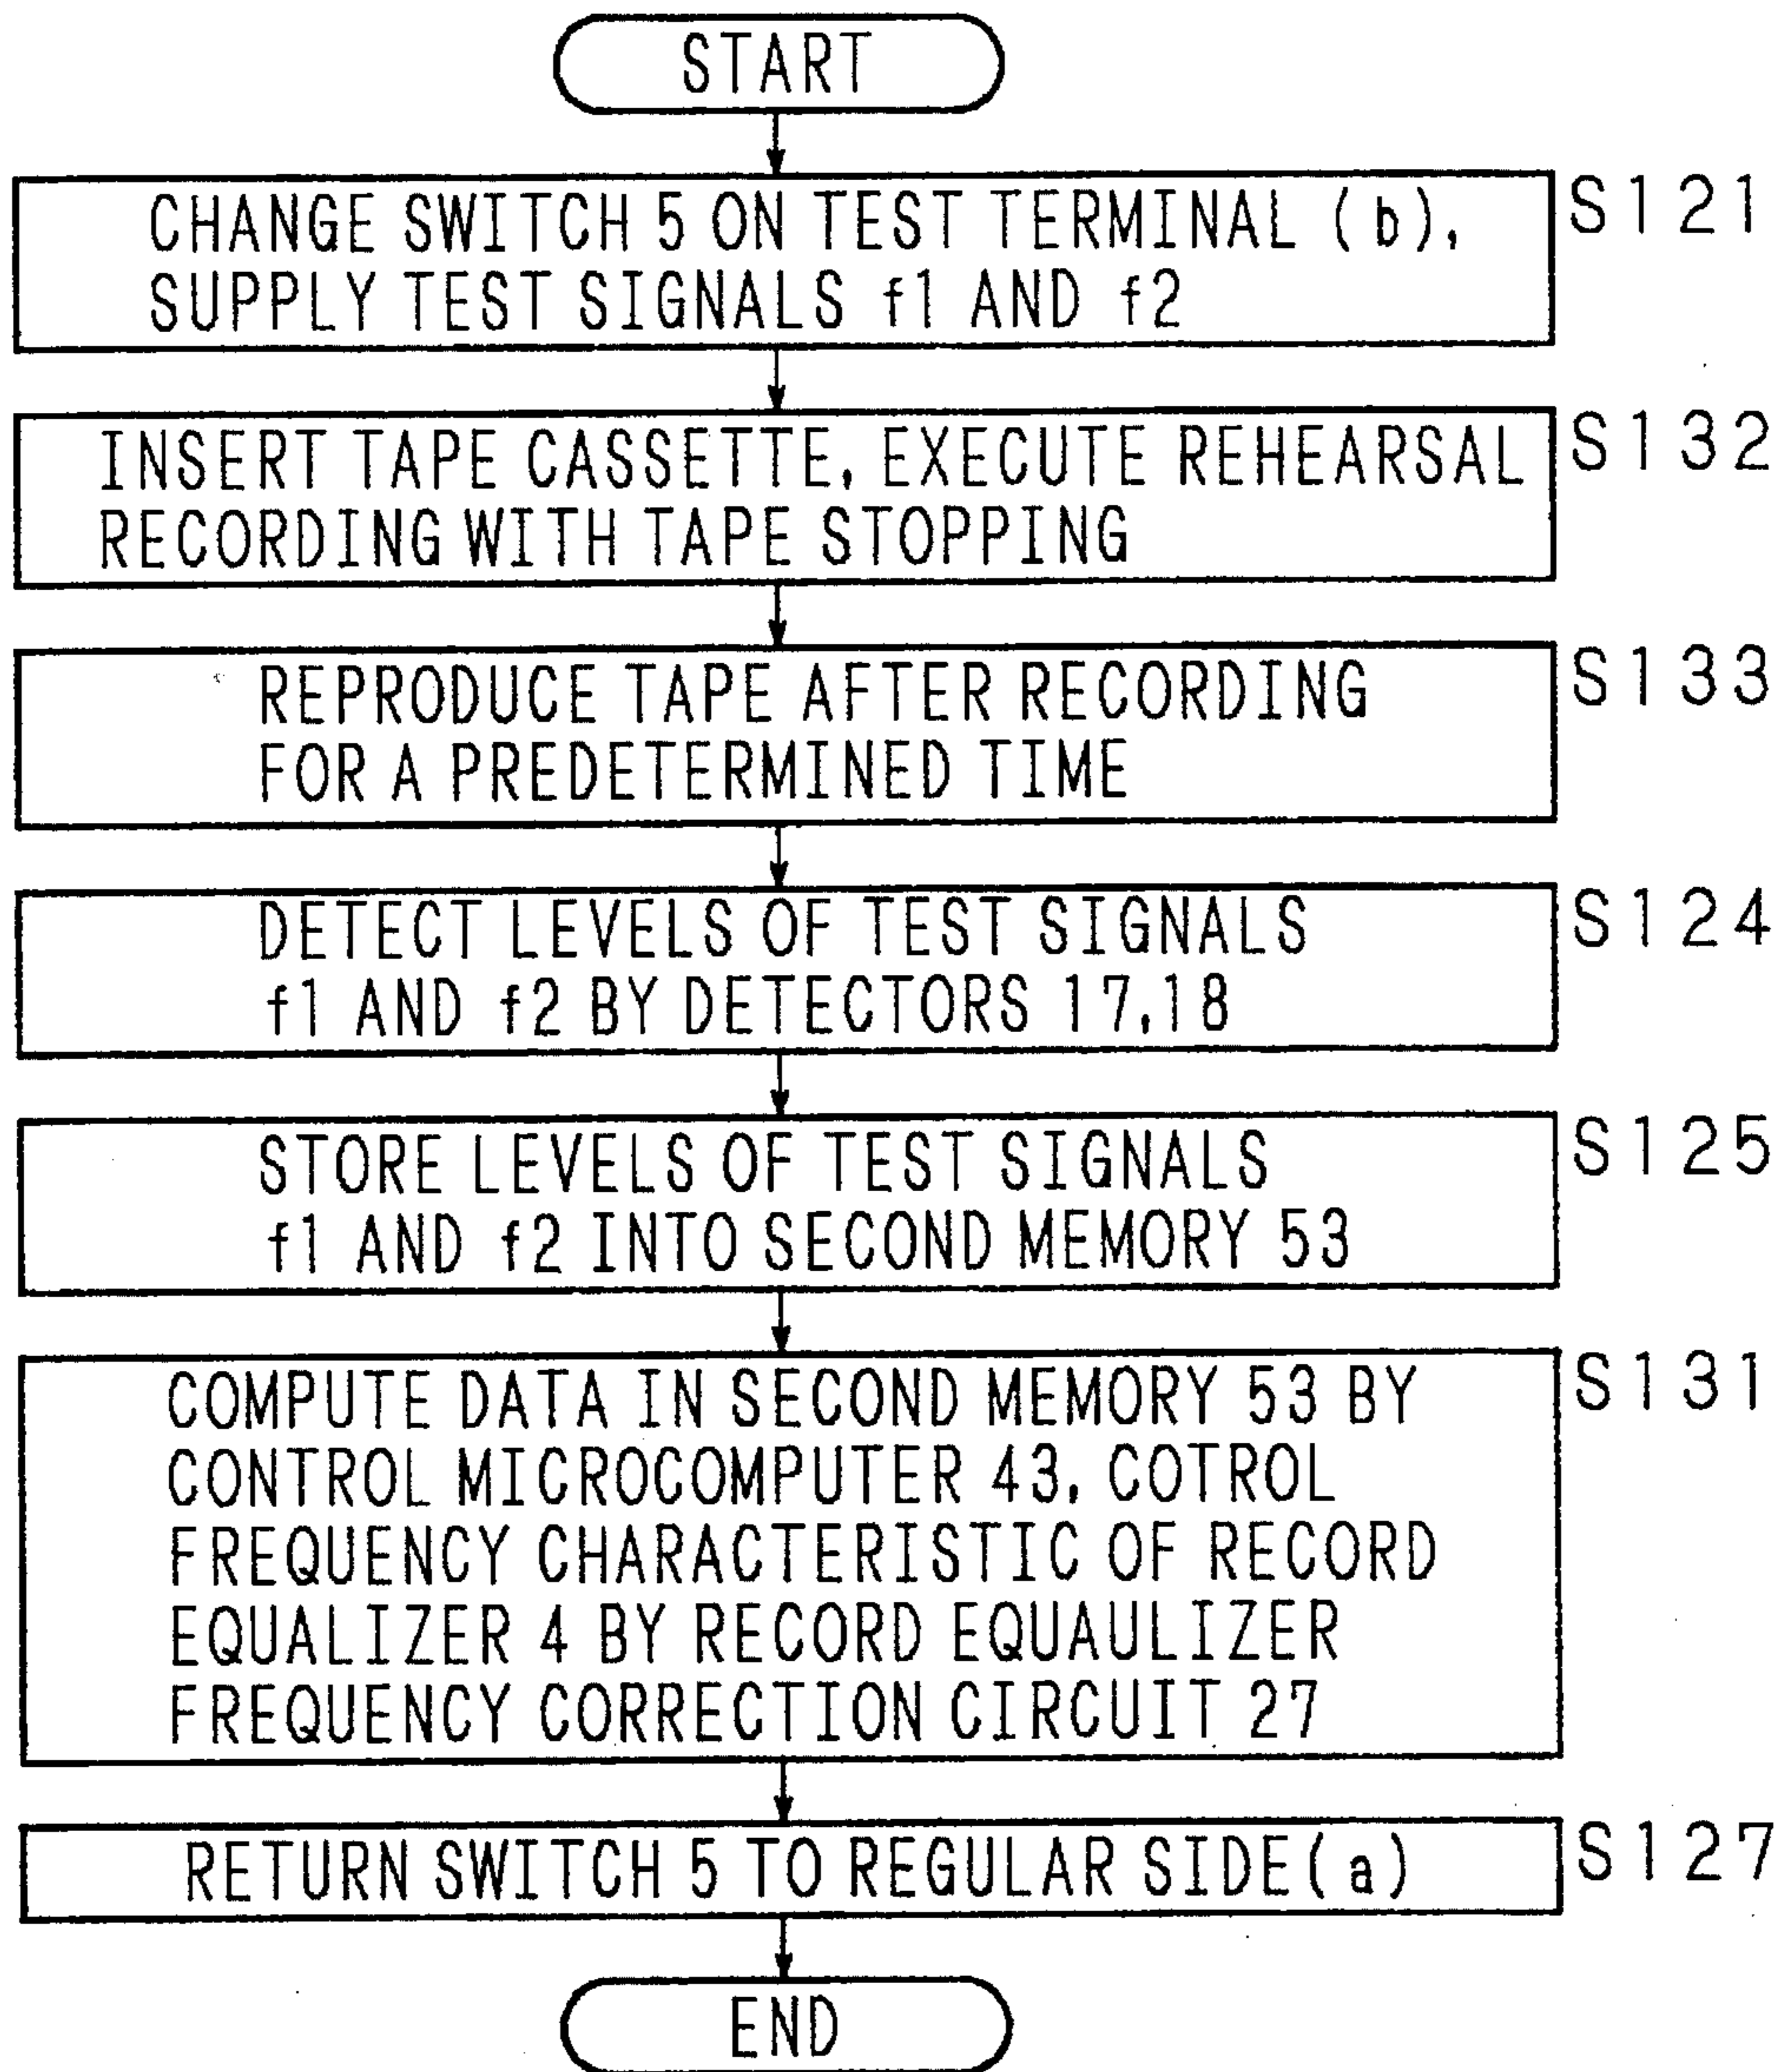 START
CHANGE SWITCH 5 ON TEST TERMINAL (b), S121
SUPPLY TEST SIGNALS f1 AND f2
INSERT TAPE CASSETTE, EXECUTE REHEARSAL S132
RECORDING WITH TAPE STOPPING
REPRODUCE TAPE AFTER RECORDING S133
FOR A PREDETERMINED TIME
DETECT LEVELS OF TEST SIGNALS S124
f1 AND f2 BY DETECTORS 17,18
STORE LEVELS OF TEST SIGNALS S125
f1 AND f2 INTO SECOND MEMORY 53
COMPUTE DATA IN SECOND MEMORY 53 BY S131
CONTROL MICROCOMPUTER 43, COTROL
FREQUENCY CHARACTERISTIC OF RECORD
EQUALIZER 4 BY RECORD EQUAULIZER
FREQUENCY CORRECTION CIRCUIT 27
RETURN SWITCH 5 TO REGULAR SIDE(a) S127
END